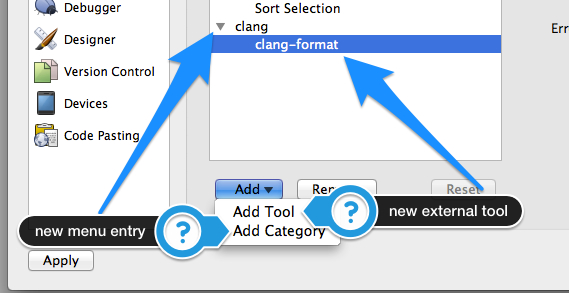 Debugger
Designer
Version Control
Devices
Code Pasting
Sort Selection
clang
clang-format
Err
Add
Rem
Reset
Add Tool
Add Category
new menu entry
?
?
new external tool
Apply